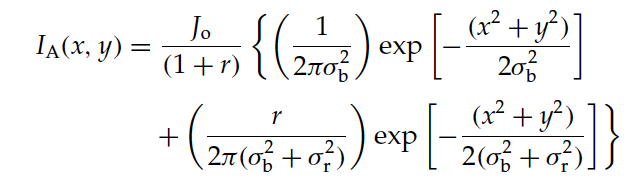 I_A(x, y) = \frac{J_o}{(1 + r)} \left\{ \left( \frac{1}{2\pi\sigma_b^2} \right) \exp \left[ -\frac{(x^2 + y^2)}{2\sigma_b^2} \right]
+ \left( \frac{r}{2\pi(\sigma_b^2 + \sigma_r^2)} \right) \exp \left[ -\frac{(x^2 + y^2)}{2(\sigma_b^2 + \sigma_r^2)} \right] \right\}